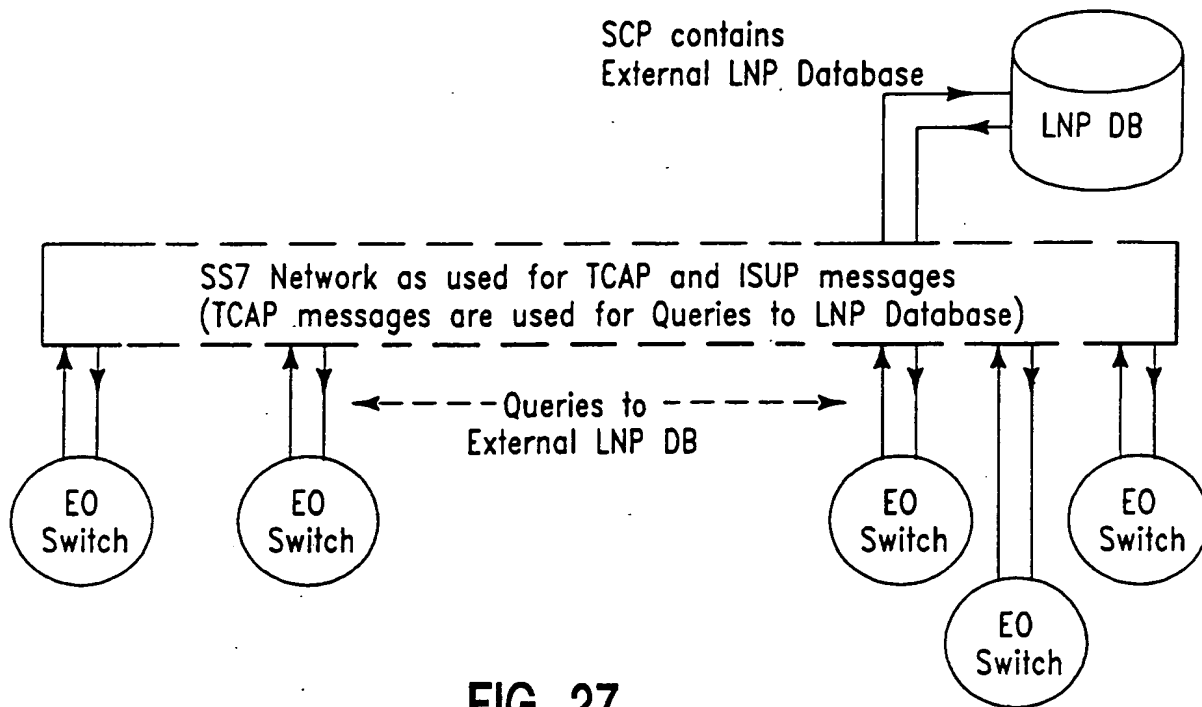 SCP contains
External LNP Database
LNP DB
SS7 Network as used for TCAP and ISUP messages
(TCAP messages are used for Queries to LNP Database)
Queries to
External LNP DB
EO
Switch
EO
Switch
EO
Switch
EO
Switch
EO
Switch
FIG. 27